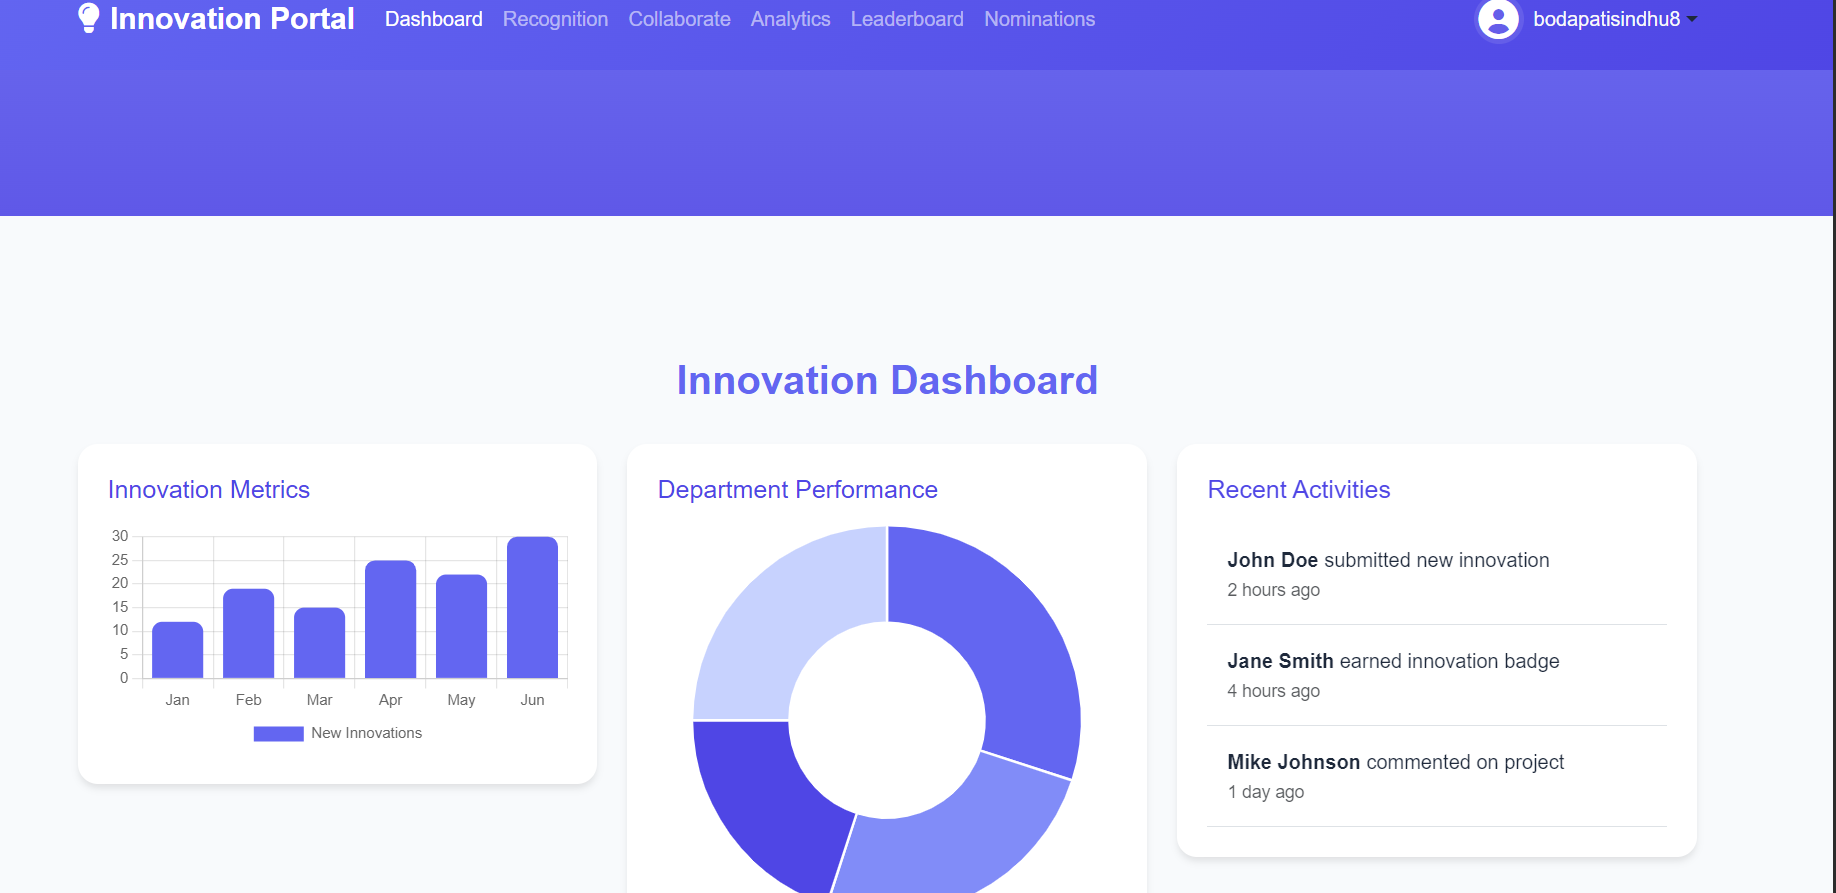 Innovation Portal Dashboard Recognition Collaborate Analytics Leaderboard Nominations bodapatisindhu8
Innovation Dashboard
Innovation Metrics
30
25
20
15
10
5
0
Jan Feb Mar Apr May Jun
New Innovations
Department Performance
Recent Activities
John Doe submitted new innovation
2 hours ago
Jane Smith earned innovation badge
4 hours ago
Mike Johnson commented on project
1 day ago